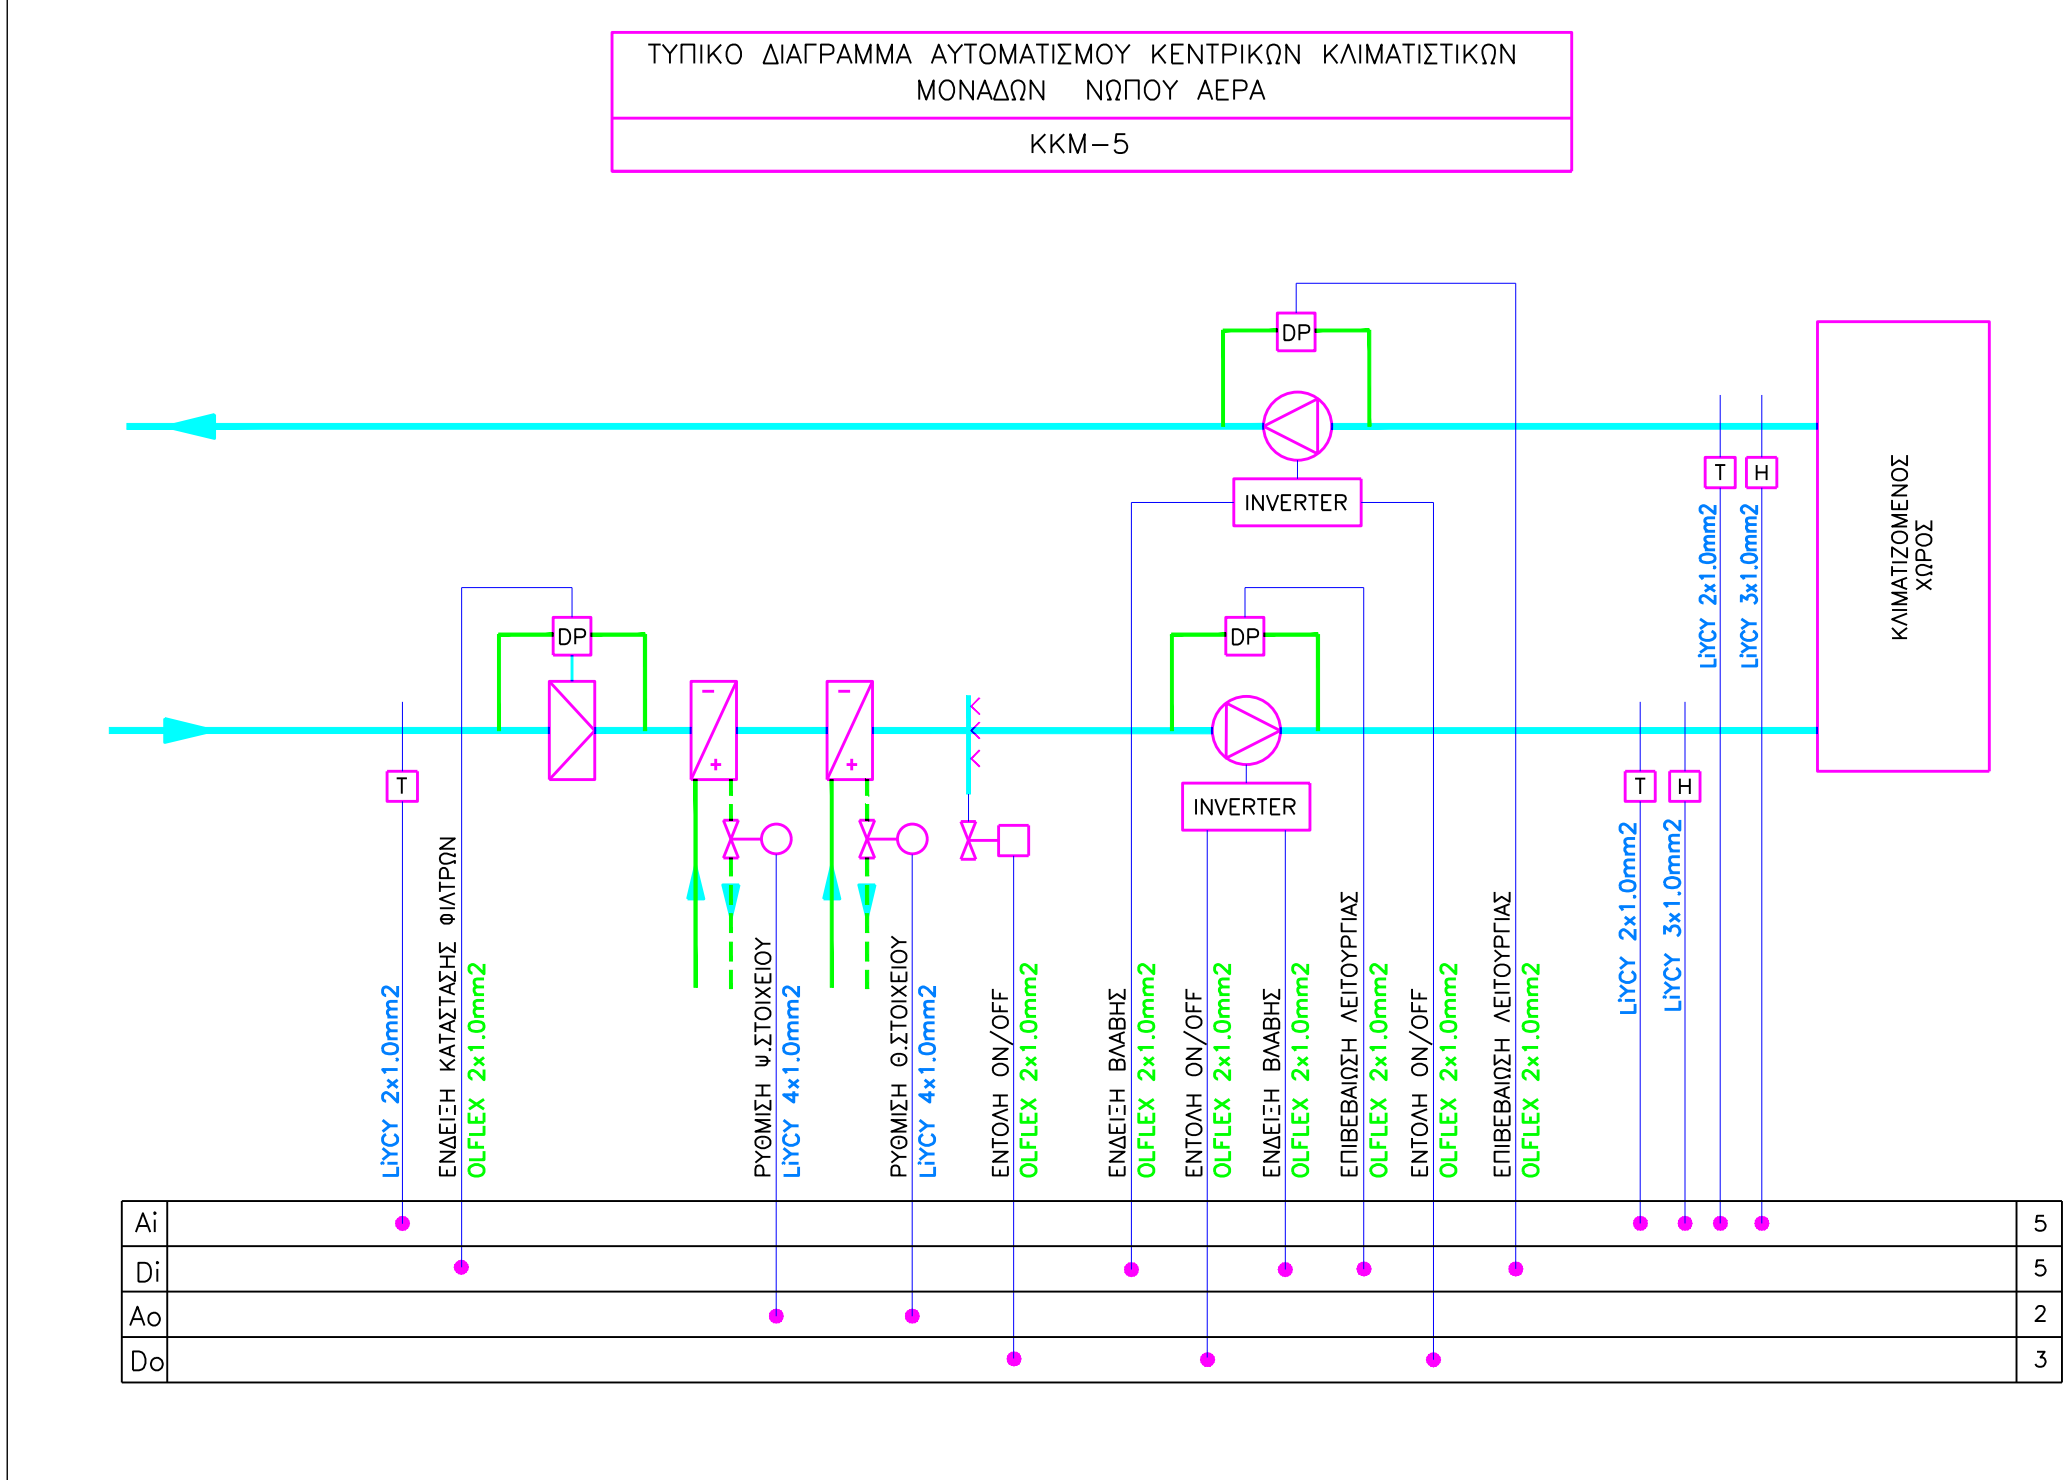 ΤΥΠΙΚΟ ΔΙΑΓΡΑΜΜΑ ΑΥΤΟΜΑΤΙΣΜΟΥ ΚΕΝΤΡΙΚΩΝ ΚΛΙΜΑΤΙΣΤΙΚΩΝ
ΜΟΝΑΔΩΝ ΝΩΠΟΥ ΑΕΡΑ
ΚΚΜ-5
DP
INVERTER
T
H
LiYCY 2x1.0mm2
LiYCY 3x1.0mm2
ΚΛΙΜΑΤΙΖΟΜΕΝΟΣ
ΧΩΡΟΣ
DP
DP
-
+
-
+
T
INVERTER
T
H
LiYCY 2x1.0mm2
ΕΝΔΕΙΞΗ ΚΑΤΑΣΤΑΣΗΣ ΦΙΛΤΡΩΝ
OLFLEX 2x1.0mm2
ΡΥΘΜΙΣΗ Ψ.ΣΤΟΙΧΕΙΟΥ
LiYCY 4x1.0mm2
ΡΥΘΜΙΣΗ Θ.ΣΤΟΙΧΕΙΟΥ
LiYCY 4x1.0mm2
ΕΝΤΟΛΗ ON/OFF
OLFLEX 2x1.0mm2
ΕΝΔΕΙΞΗ ΒΛΑΒΗΣ
OLFLEX 2x1.0mm2
ΕΝΤΟΛΗ ON/OFF
OLFLEX 2x1.0mm2
ΕΝΔΕΙΞΗ ΒΛΑΒΗΣ
OLFLEX 2x1.0mm2
ΕΠΙΒΕΒΑΙΩΣΗ ΛΕΙΤΟΥΡΓΙΑΣ
OLFLEX 2x1.0mm2
ΕΝΤΟΛΗ ON/OFF
OLFLEX 2x1.0mm2
ΕΠΙΒΕΒΑΙΩΣΗ ΛΕΙΤΟΥΡΓΙΑΣ
OLFLEX 2x1.0mm2
LiYCY 2x1.0mm2
LiYCY 3x1.0mm2
Ai 5
Di 5
Ao 2
Do 3